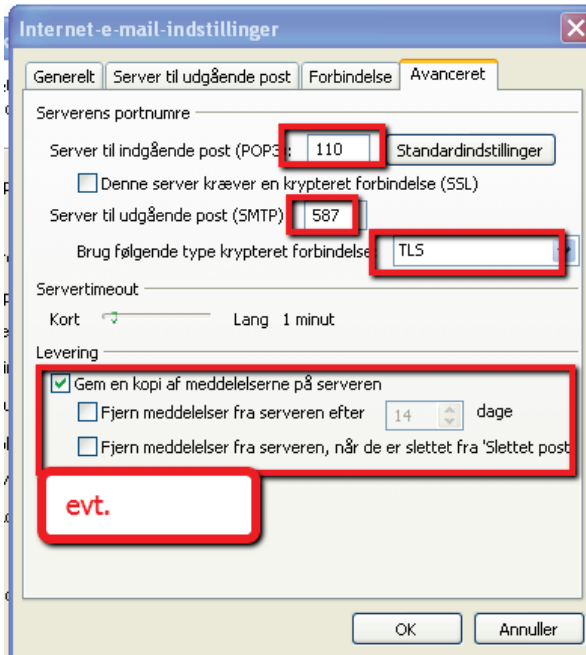 Internet-e-mail-indstillinger
Generelt Server til udgående post Forbindelse Avanceret
Serverens portnumre
Server til indgående post (POP3): 110 Standardindstillinger
Denne server kræver en krypteret forbindelse (SSL)
Server til udgående post (SMTP) 587
Brug følgende type krypteret forbindelse: TLS
Servertimeout
Kort Lang 1 minut
Levering
Gem en kopi af meddelelserne på serveren
Fjern meddelelser fra serveren efter 14 dage
Fjern meddelelser fra serveren, når de er slettet fra 'Slettet post
evt.
OK Annuller